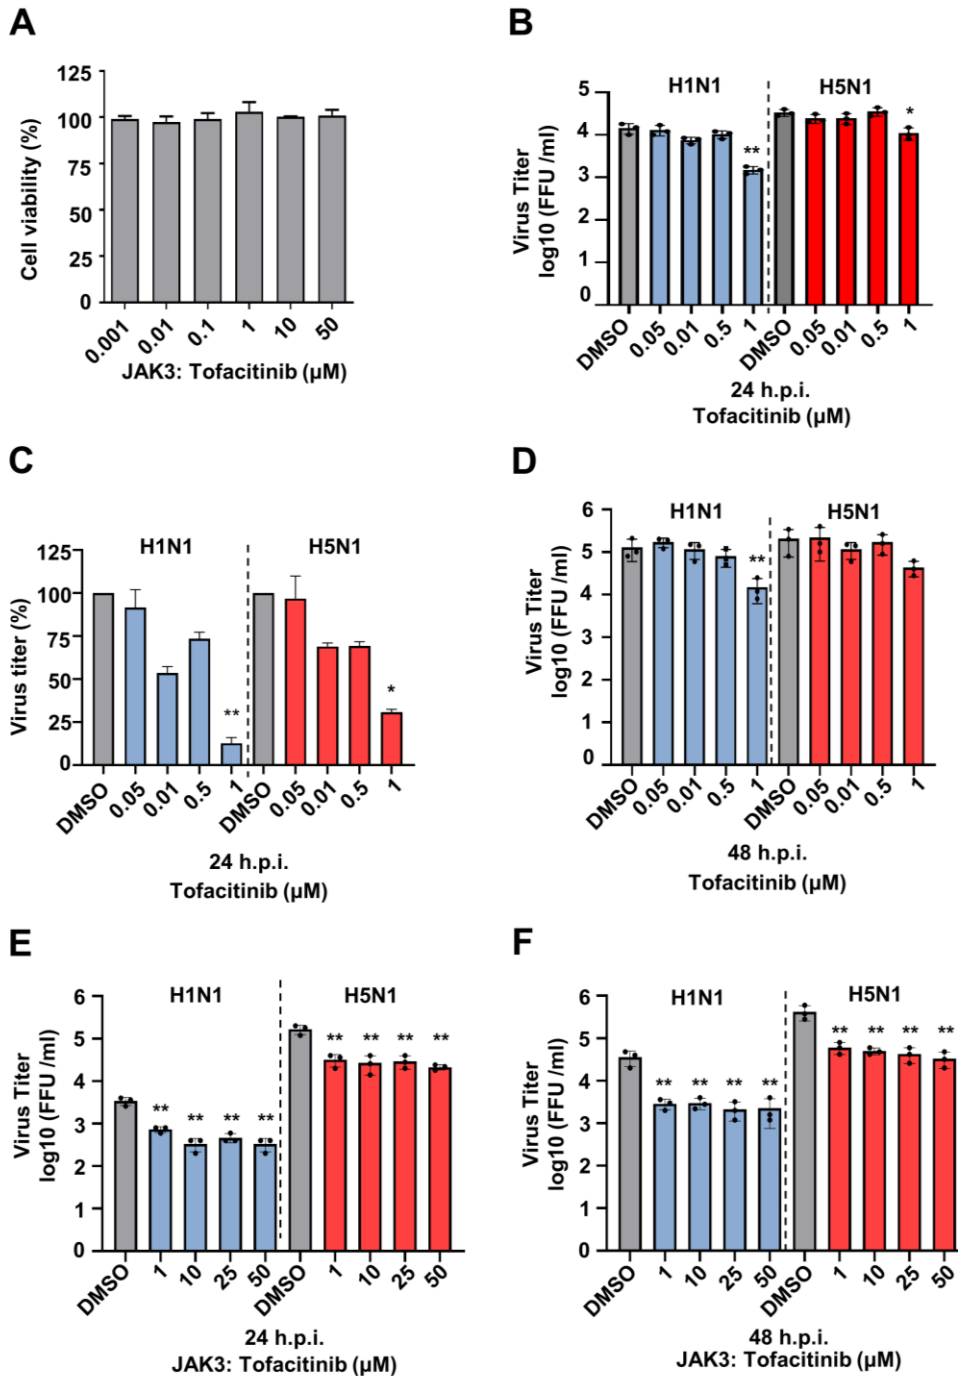 A
125
100
75
50
25
0
Cell viability (%)
0.001
0.01
0.1
1
10
50
JAK3: Tofacitinib (µM)
B
H1N1
H5N1
5
4
3
2
1
0
Virus Titer
log10 (FFU /ml)
**
*
DMSO
0.05
0.01
0.5
1
DMSO
0.05
0.01
0.5
1
24 h.p.i.
Tofacitinib (µM)
C
H1N1
H5N1
125
100
75
50
25
0
Virus titer (%)
**
*
DMSO
0.05
0.01
0.5
1
DMSO
0.05
0.01
0.5
1
24 h.p.i.
Tofacitinib (µM)
D
H1N1
H5N1
6
5
4
3
2
1
0
Virus Titer
log10 (FFU /ml)
**
DMSO
0.05
0.01
0.5
1
DMSO
0.05
0.01
0.5
1
48 h.p.i.
Tofacitinib (µM)
E
H1N1
H5N1
6
5
4
3
2
1
0
Virus Titer
log10 (FFU /ml)
** ** ** **
** ** ** **
DMSO
1
10
25
50
DMSO
1
10
25
50
24 h.p.i.
JAK3: Tofacitinib (µM)
F
H1N1
H5N1
6
5
4
3
2
1
0
Virus Titer
log10 (FFU /ml)
** ** ** **
** ** ** **
DMSO
1
10
25
50
DMSO
1
10
25
50
48 h.p.i.
JAK3: Tofacitinib (µM)